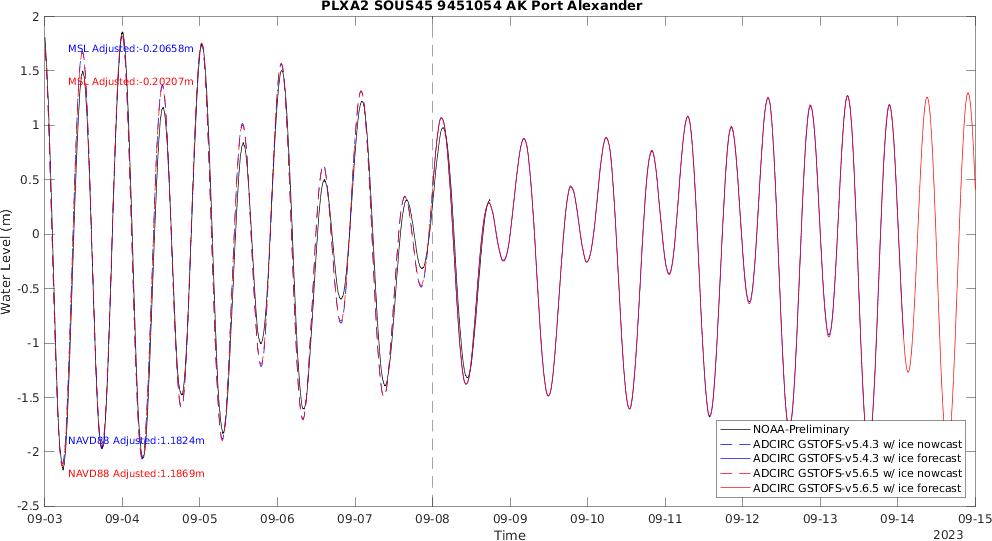 PLXA2 SOUS45 9451054 AK Port Alexander
2
1.5
1
0.5
0
-0.5
-1
-1.5
-2
-2.5
Water Level (m)
MSL Adjusted:-0.20658m
MSL Adjusted:-0.20207m
NAVD88 Adjusted:1.1824m
NAVD88 Adjusted:1.1869m
NOAA-Preliminary
ADCIRC GSTOFS-v5.4.3 w/ ice nowcast
ADCIRC GSTOFS-v5.4.3 w/ ice forecast
ADCIRC GSTOFS-v5.6.5 w/ ice nowcast
ADCIRC GSTOFS-v5.6.5 w/ ice forecast
09-03 09-04 09-05 09-06 09-07 09-08 09-09 09-10 09-11 09-12 09-13 09-14 09-15
Time
2023